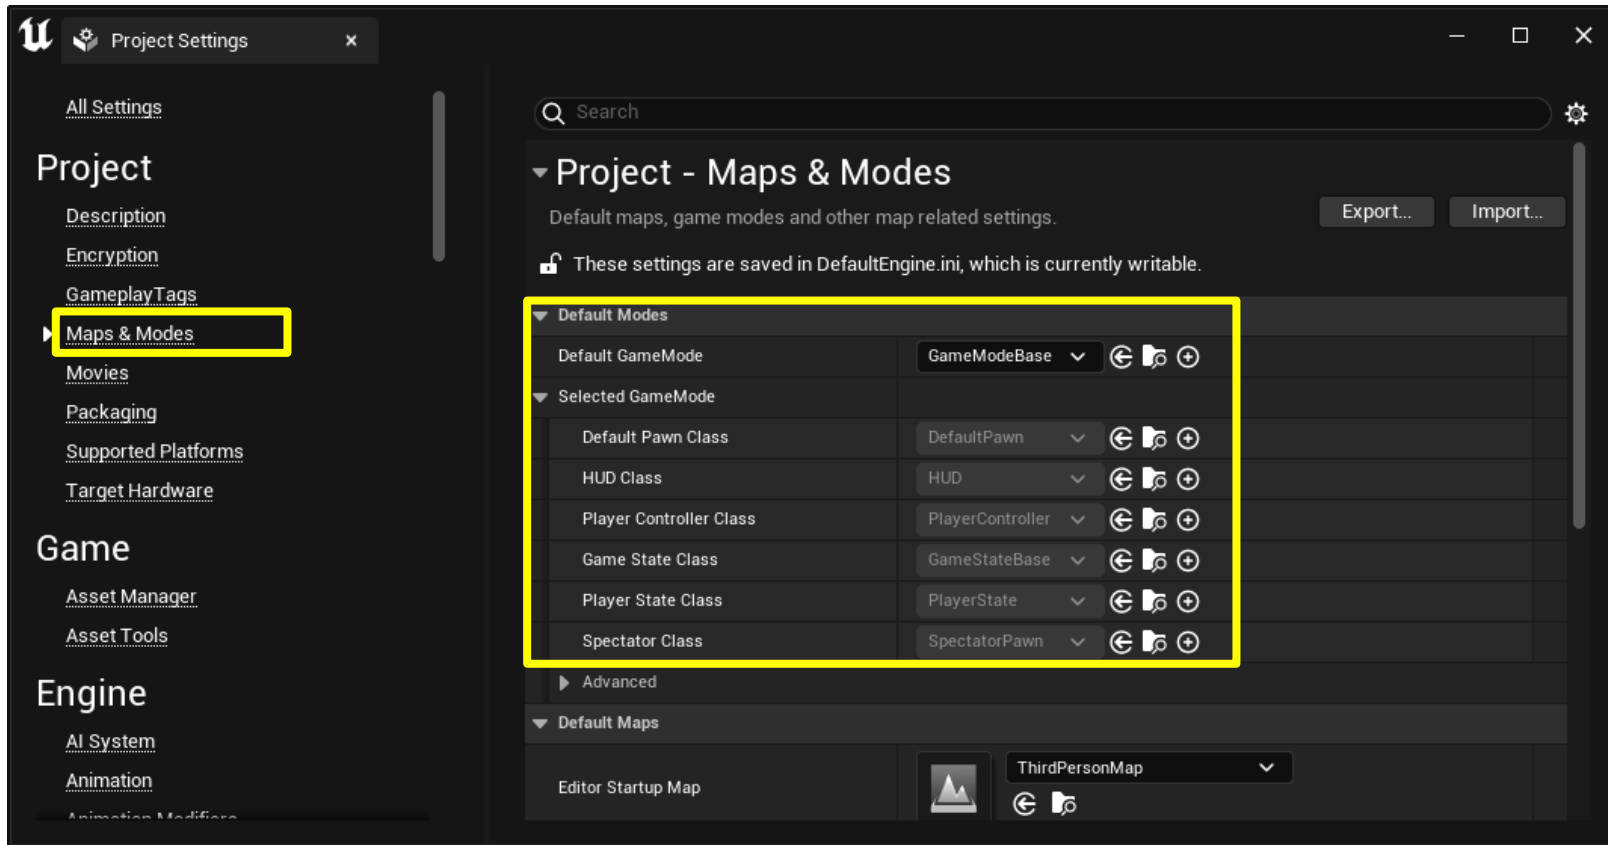 Project Settings
All Settings
Project
Description
Encryption
GameplayTags
Maps & Modes
Movies
Packaging
Supported Platforms
Target Hardware
Game
Asset Manager
Asset Tools
Engine
AI System
Animation
Animation Modifiers
Search
Project - Maps & Modes
Default maps, game modes and other map related settings.
Export...
Import...
These settings are saved in DefaultEngine.ini, which is currently writable.
Default Modes
Default GameMode GameModeBase
Selected GameMode
Default Pawn Class DefaultPawn
HUD Class HUD
Player Controller Class PlayerController
Game State Class GameStateBase
Player State Class PlayerState
Spectator Class SpectatorPawn
Advanced
Default Maps
Editor Startup Map ThirdPersonMap